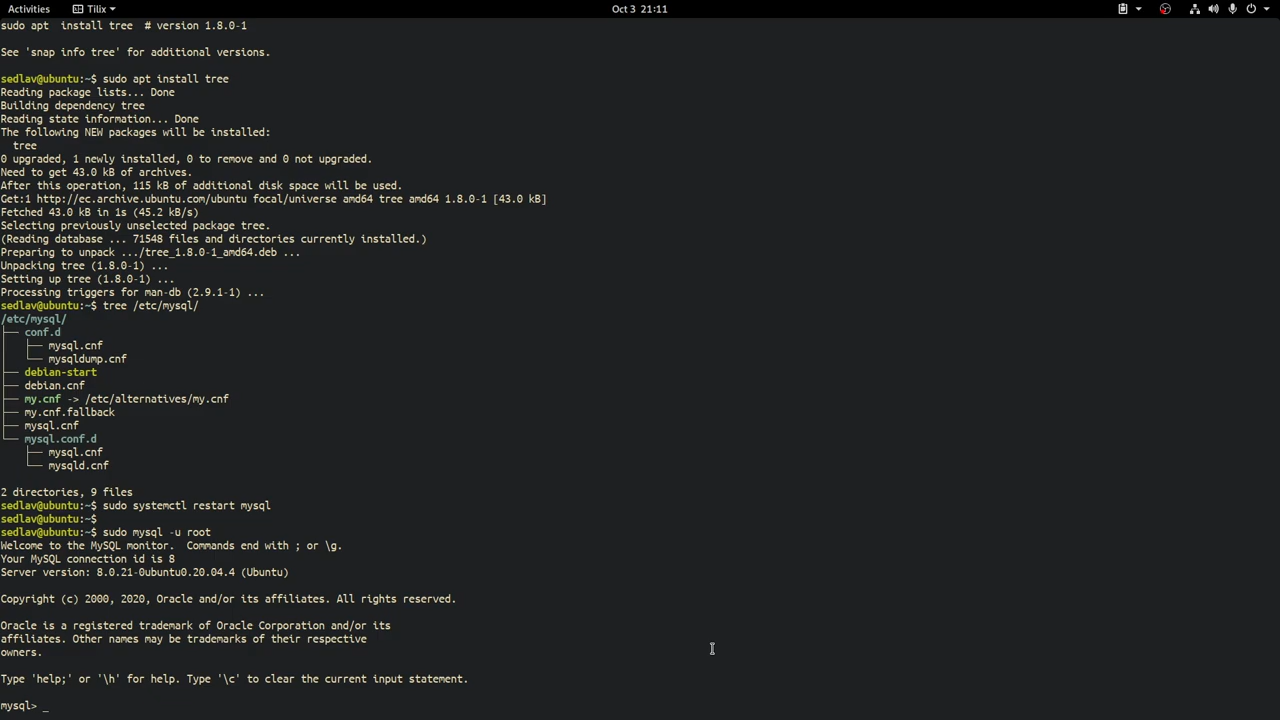 Activities Tilix Oct 3 21:11
sudo apt  install tree  # version 1.8.0-1
See 'snap info tree' for additional versions.
sedlav@ubuntu:~$ sudo apt install tree
Reading package lists... Done
Building dependency tree
Reading state information... Done
The following NEW packages will be installed:
  tree
0 upgraded, 1 newly installed, 0 to remove and 0 not upgraded.
Need to get 43.0 kB of archives.
After this operation, 115 kB of additional disk space will be used.
Get:1 http://ec.archive.ubuntu.com/ubuntu focal/universe amd64 tree amd64 1.8.0-1 [43.0 kB]
Fetched 43.0 kB in 1s (45.2 kB/s)
Selecting previously unselected package tree.
(Reading database ... 71548 files and directories currently installed.)
Preparing to unpack .../tree_1.8.0-1_amd64.deb ...
Unpacking tree (1.8.0-1) ...
Setting up tree (1.8.0-1) ...
Processing triggers for man-db (2.9.1-1) ...
sedlav@ubuntu:~$ tree /etc/mysql/
/etc/mysql/
├── conf.d
│   ├── mysql.cnf
│   └── mysqldump.cnf
├── debian-start
├── debian.cnf
├── my.cnf -> /etc/alternatives/my.cnf
├── my.cnf.fallback
├── mysql.cnf
└── mysql.conf.d
    ├── mysql.cnf
    └── mysqld.cnf
2 directories, 9 files
sedlav@ubuntu:~$ sudo systemctl restart mysql
sedlav@ubuntu:~$
sedlav@ubuntu:~$ sudo mysql -u root
Welcome to the MySQL monitor.  Commands end with ; or \g.
Your MySQL connection id is 8
Server version: 8.0.21-0ubuntu0.20.04.4 (Ubuntu)
Copyright (c) 2000, 2020, Oracle and/or its affiliates. All rights reserved.
Oracle is a registered trademark of Oracle Corporation and/or its
affiliates. Other names may be trademarks of their respective
owners.
Type 'help;' or '\h' for help. Type '\c' to clear the current input statement.
mysql> _